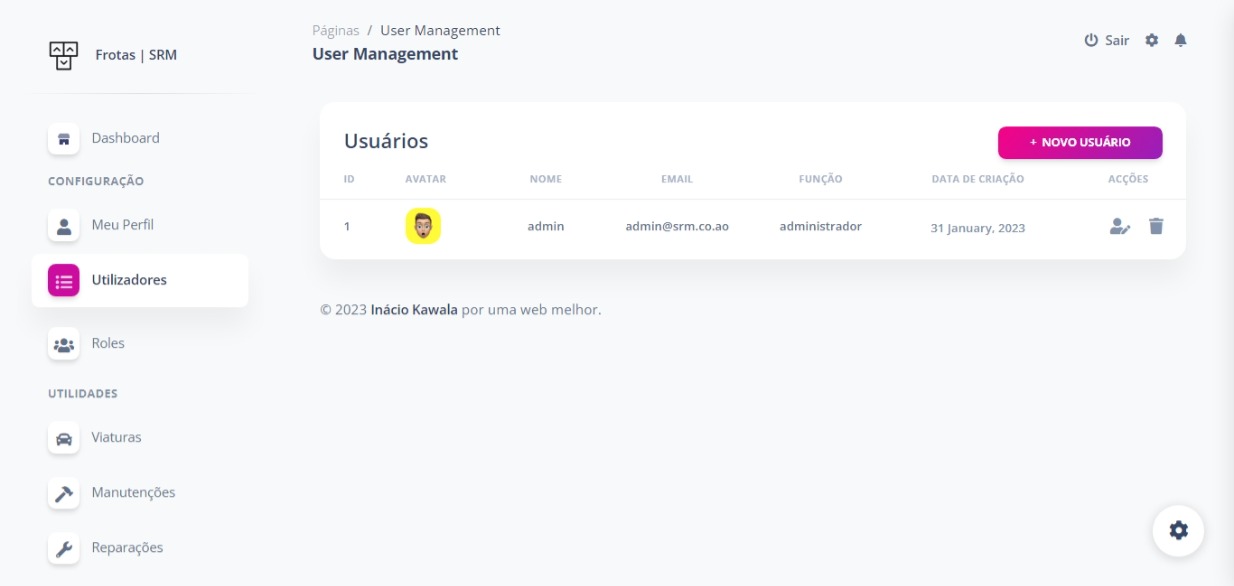 Frotas | SRM
Dashboard
CONFIGURAÇÃO
Meu Perfil
Utilizadores
Roles
UTILIDADES
Viaturas
Manutenções
Reparações
Páginas / User Management
User Management
Sair
Usuários
+ NOVO USUÁRIO
ID AVATAR NOME EMAIL FUNÇÃO DATA DE CRIAÇÃO ACÇÕES
1 admin admin@srm.co.ao administrador 31 January, 2023
© 2023 Inácio Kawala por uma web melhor.